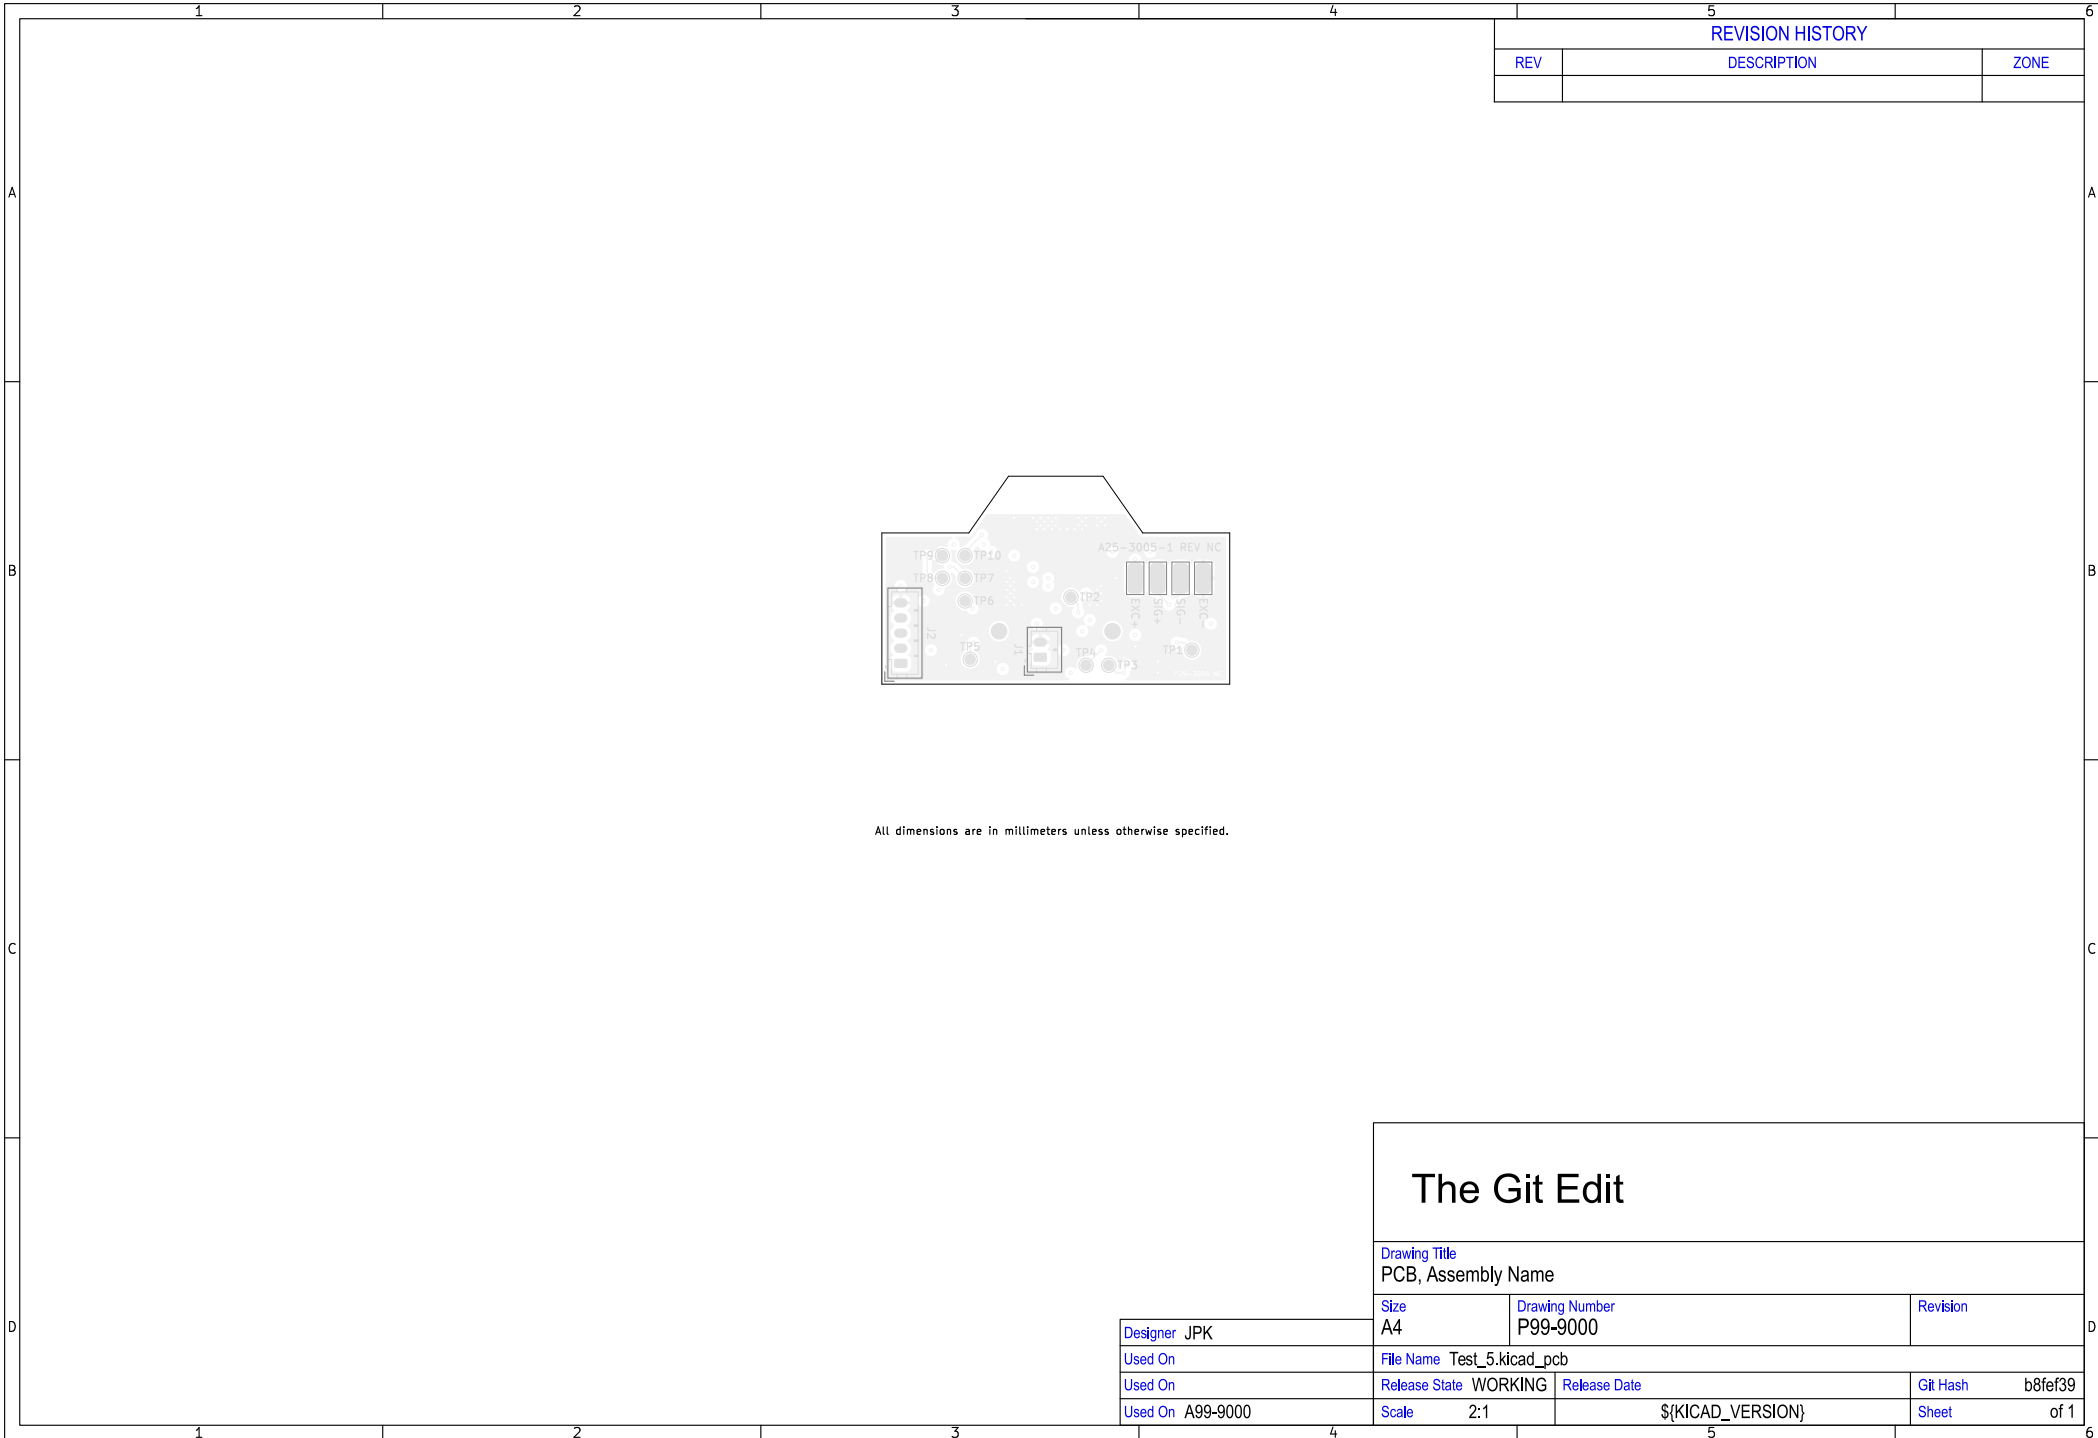 1 2 3 4 5 6
REVISION HISTORY
REV DESCRIPTION ZONE
A A
A25-3005-1 REV NC
TP9 TP10
TP8 TP7
B B
TP6 TP2
EXC+ SIG+ SIG- EXC-
J2
TP5 J1 TP4 TP3 TP1
All dimensions are in millimeters unless otherwise specified.
C C
The Git Edit
Drawing Title
PCB, Assembly Name
Size Drawing Number Revision
A4 P99-9000
D D
Designer JPK
Used On File Name Test_5.kicad_pcb
Used On Release State WORKING Release Date Git Hash b8fef39
Used On A99-9000 Scale 2:1 ${KICAD_VERSION} Sheet of 1
1 2 3 4 5 6